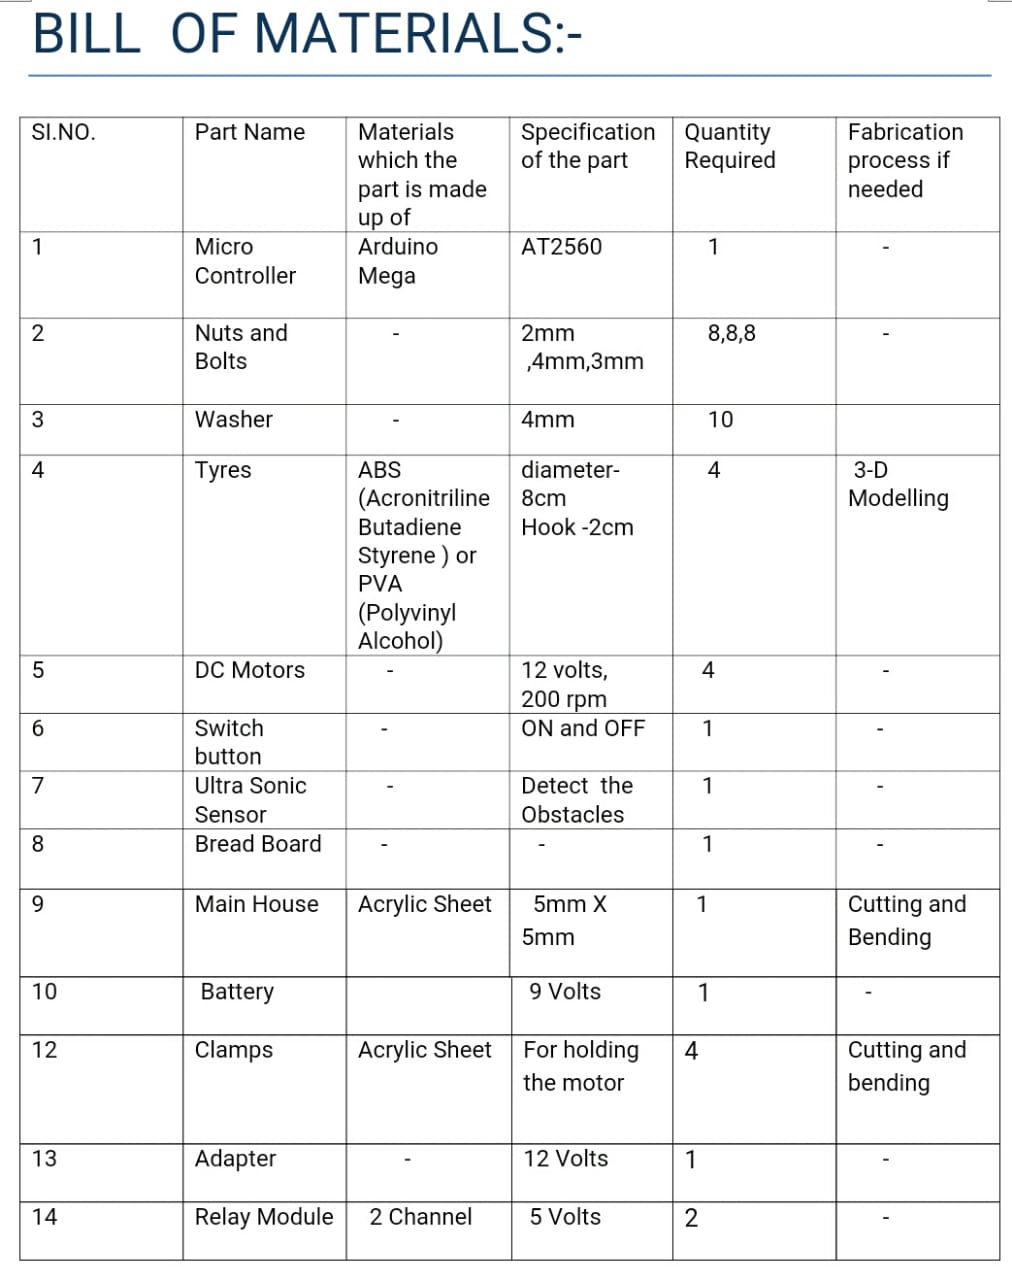 BILL  OF MATERIALS:-
SI.NO.
Part Name
Materials
which the
part is made
up of
Specification
of the part
Quantity
Required
Fabrication
process if
needed
1
Micro
Controller
Arduino
Mega
AT2560
1
-
2
Nuts and
Bolts
-
2mm
,4mm,3mm
8,8,8
-
3
Washer
-
4mm
10
4
Tyres
ABS
(Acronitriline
Butadiene
Styrene ) or
PVA
(Polyvinyl
Alcohol)
diameter-
8cm
Hook -2cm
4
3-D
Modelling
5
DC Motors
-
12 volts,
200 rpm
4
-
6
Switch
button
-
ON and OFF
1
-
7
Ultra Sonic
Sensor
-
Detect  the
Obstacles
1
-
8
Bread Board
-
-
1
-
9
Main House
Acrylic Sheet
5mm X
5mm
1
Cutting and
Bending
10
Battery
9 Volts
1
-
12
Clamps
Acrylic Sheet
For holding
the motor
4
Cutting and
bending
13
Adapter
-
12 Volts
1
-
14
Relay Module
2 Channel
5 Volts
2
-